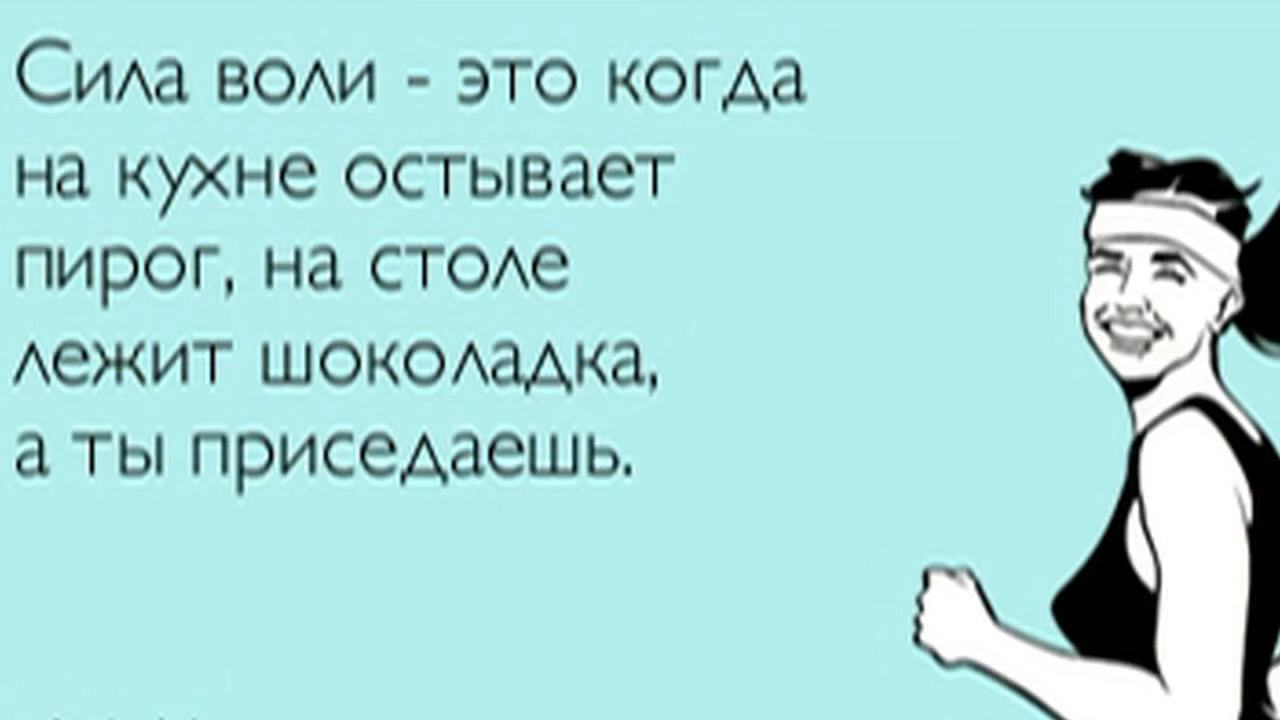 Сила воли - это когда
на кухне остывает
пирог, на столе
лежит шоколадка,
а ты приседаешь.